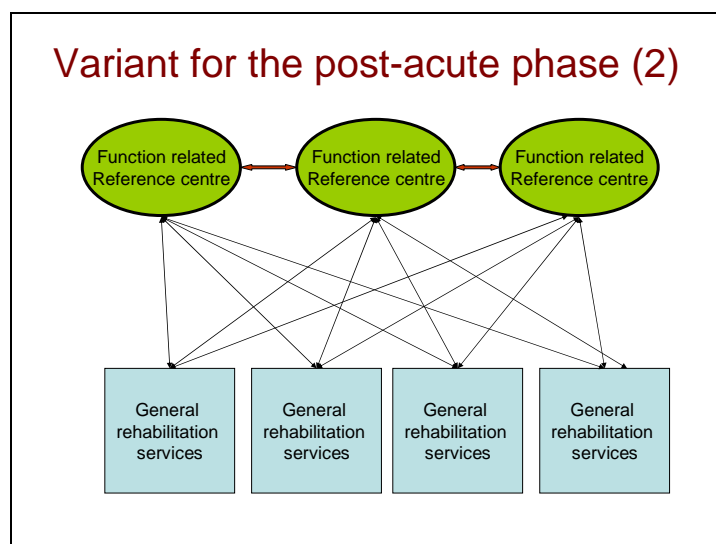 Variant for the post-acute phase (2)
Function related
Reference centre
Function related
Reference centre
Function related
Reference centre
General
rehabilitation
services
General
rehabilitation
services
General
rehabilitation
services
General
rehabilitation
services